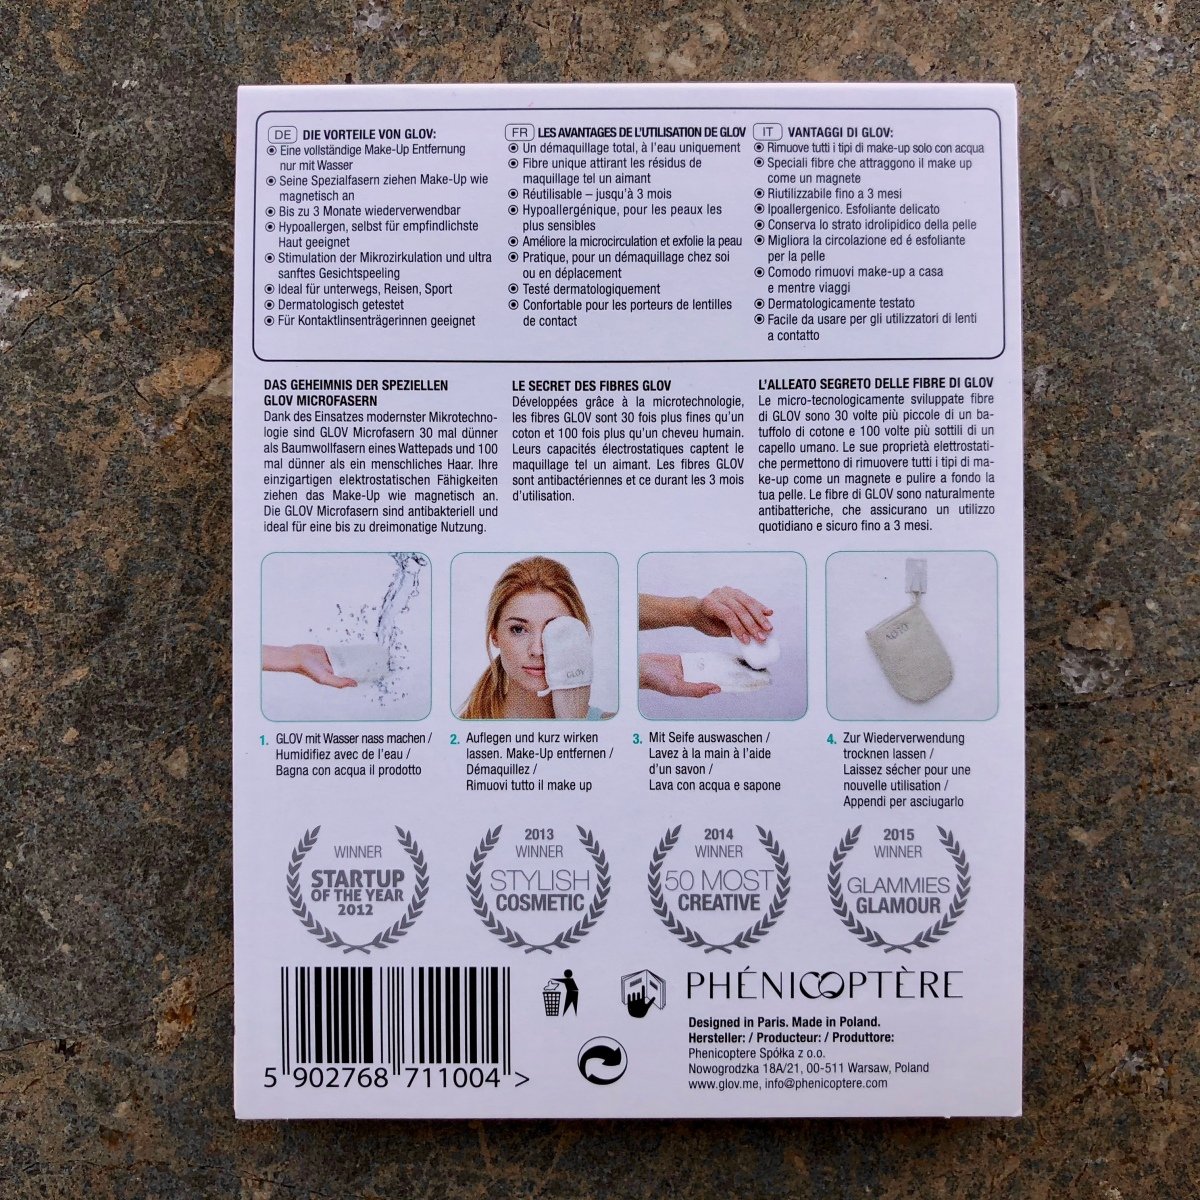 DE DIE VORTEILE VON GLOV:
Eine vollständige Make-Up Entfernung
nur mit Wasser
Seine Spezialfasern ziehen Make-Up wie
magnetisch an
Bis zu 3 Monate wiederverwendbar
Hypoallergen, selbst für empfindlichste
Haut geeignet
Stimulation der Mikrozirkulation und ultra
sanftes Gesichtspeeling
Ideal für unterwegs, Reisen, Sport
Dermatologisch getestet
Für Kontaktlinsenträgerinnen geeignet
FR LES AVANTAGES DE L'UTILISATION DE GLOV
Un démaquillage total, à l'eau uniquement
Fibre unique attirant les résidus de
maquillage tel un aimant
Réutilisable – jusqu'à 3 mois
Hypoallergénique, pour les peaux les
plus sensibles
Améliore la microcirculation et exfolie la peau
Pratique, pour un démaquillage chez soi
ou en déplacement
Testé dermatologiquement
Confortable pour les porteurs de lentilles
de contact
IT VANTAGGI DI GLOV:
Rimuove tutti i tipi di make-up solo con acqua
Speciali fibre che attraggono il make up
come un magnete
Riutilizzabile fino a 3 mesi
Ipoallergenico. Esfoliante delicato
Conserva lo strato idrolipidico della pelle
Migliora la circolazione ed é esfoliante
per la pelle
Comodo rimuovi make-up a casa
e mentre viaggi
Dermatologicamente testato
Facile da usare per gli utilizzatori di lenti
a contatto
DAS GEHEIMNIS DER SPEZIELLEN
GLOV MICROFASERN
Dank des Einsatzes modernster Mikrotechno-
logie sind GLOV Microfasern 30 mal dünner
als Baumwollfasern eines Wattepads und 100
mal dünner als ein menschliches Haar. Ihre
einzigartigen elektrostatischen Fähigkeiten
ziehen das Make-Up wie magnetisch an.
Die GLOV Microfasern sind antibakteriell und
ideal für eine bis zu dreimonatige Nutzung.
LE SECRET DES FIBRES GLOV
Développées grâce à la microtechnologie,
les fibres GLOV sont 30 fois plus fines qu'un
coton et 100 fois plus qu'un cheveu humain.
Leurs capacités électrostatiques captent le
maquillage tel un aimant. Les fibres GLOV
sont antibactériennes et ce durant les 3 mois
d'utilisation.
L'ALLEATO SEGRETO DELLE FIBRE DI GLOV
Le micro-tecnologicamente sviluppate fibre
di GLOV sono 30 volte più piccole di un ba-
tuffolo di cotone e 100 volte più sottili di un
capello umano. Le sue proprietà elettrostati-
che permettono di rimuovere tutti i tipi di ma-
ke-up come un magnete e pulire a fondo la
tua pelle. Le fibre di GLOV sono naturalmente
antibatteriche, che assicurano un utilizzo
quotidiano e sicuro fino a 3 mesi.
GLOV
GLOV
1. GLOV mit Wasser nass machen /
Humidifiez avec de l'eau /
Bagna con acqua il prodotto
2. Auflegen und kurz wirken
lassen. Make-Up entfernen /
Démaquillez /
Rimuovi tutto il make up
3. Mit Seife auswaschen /
Lavez à la main à l'aide
d'un savon /
Lava con acqua e sapone
4. Zur Wiederverwendung
trocknen lassen /
Laissez sécher pour une
nouvelle utilisation /
Appendi per asciugarlo
WINNER
STARTUP
OF THE YEAR
2012
2013
WINNER
STYLISH
COSMETIC
2014
WINNER
50 MOST
CREATIVE
2015
WINNER
GLAMMIES
GLAMOUR
5 902768 711004 >
PHÉNICOPTÈRE
Designed in Paris. Made in Poland.
Hersteller: / Producteur: / Produttore:
Phenicoptere Spółka z o.o.
Nowogrodzka 18A/21, 00-511 Warsaw, Poland
www.glov.me, info@phenicoptere.com